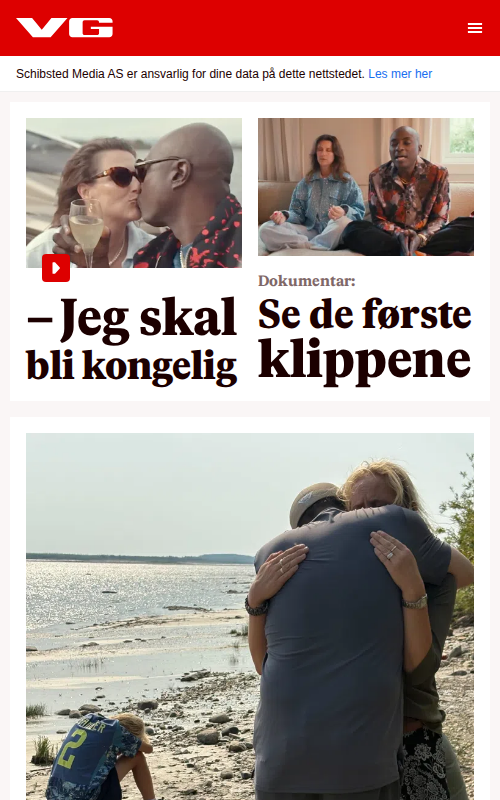 VG
Schibsted Media AS er ansvarlig for dine data på dette nettstedet. Les mer her
– Jeg skal
bli kongelig
Dokumentar:
Se de første
klippene
2